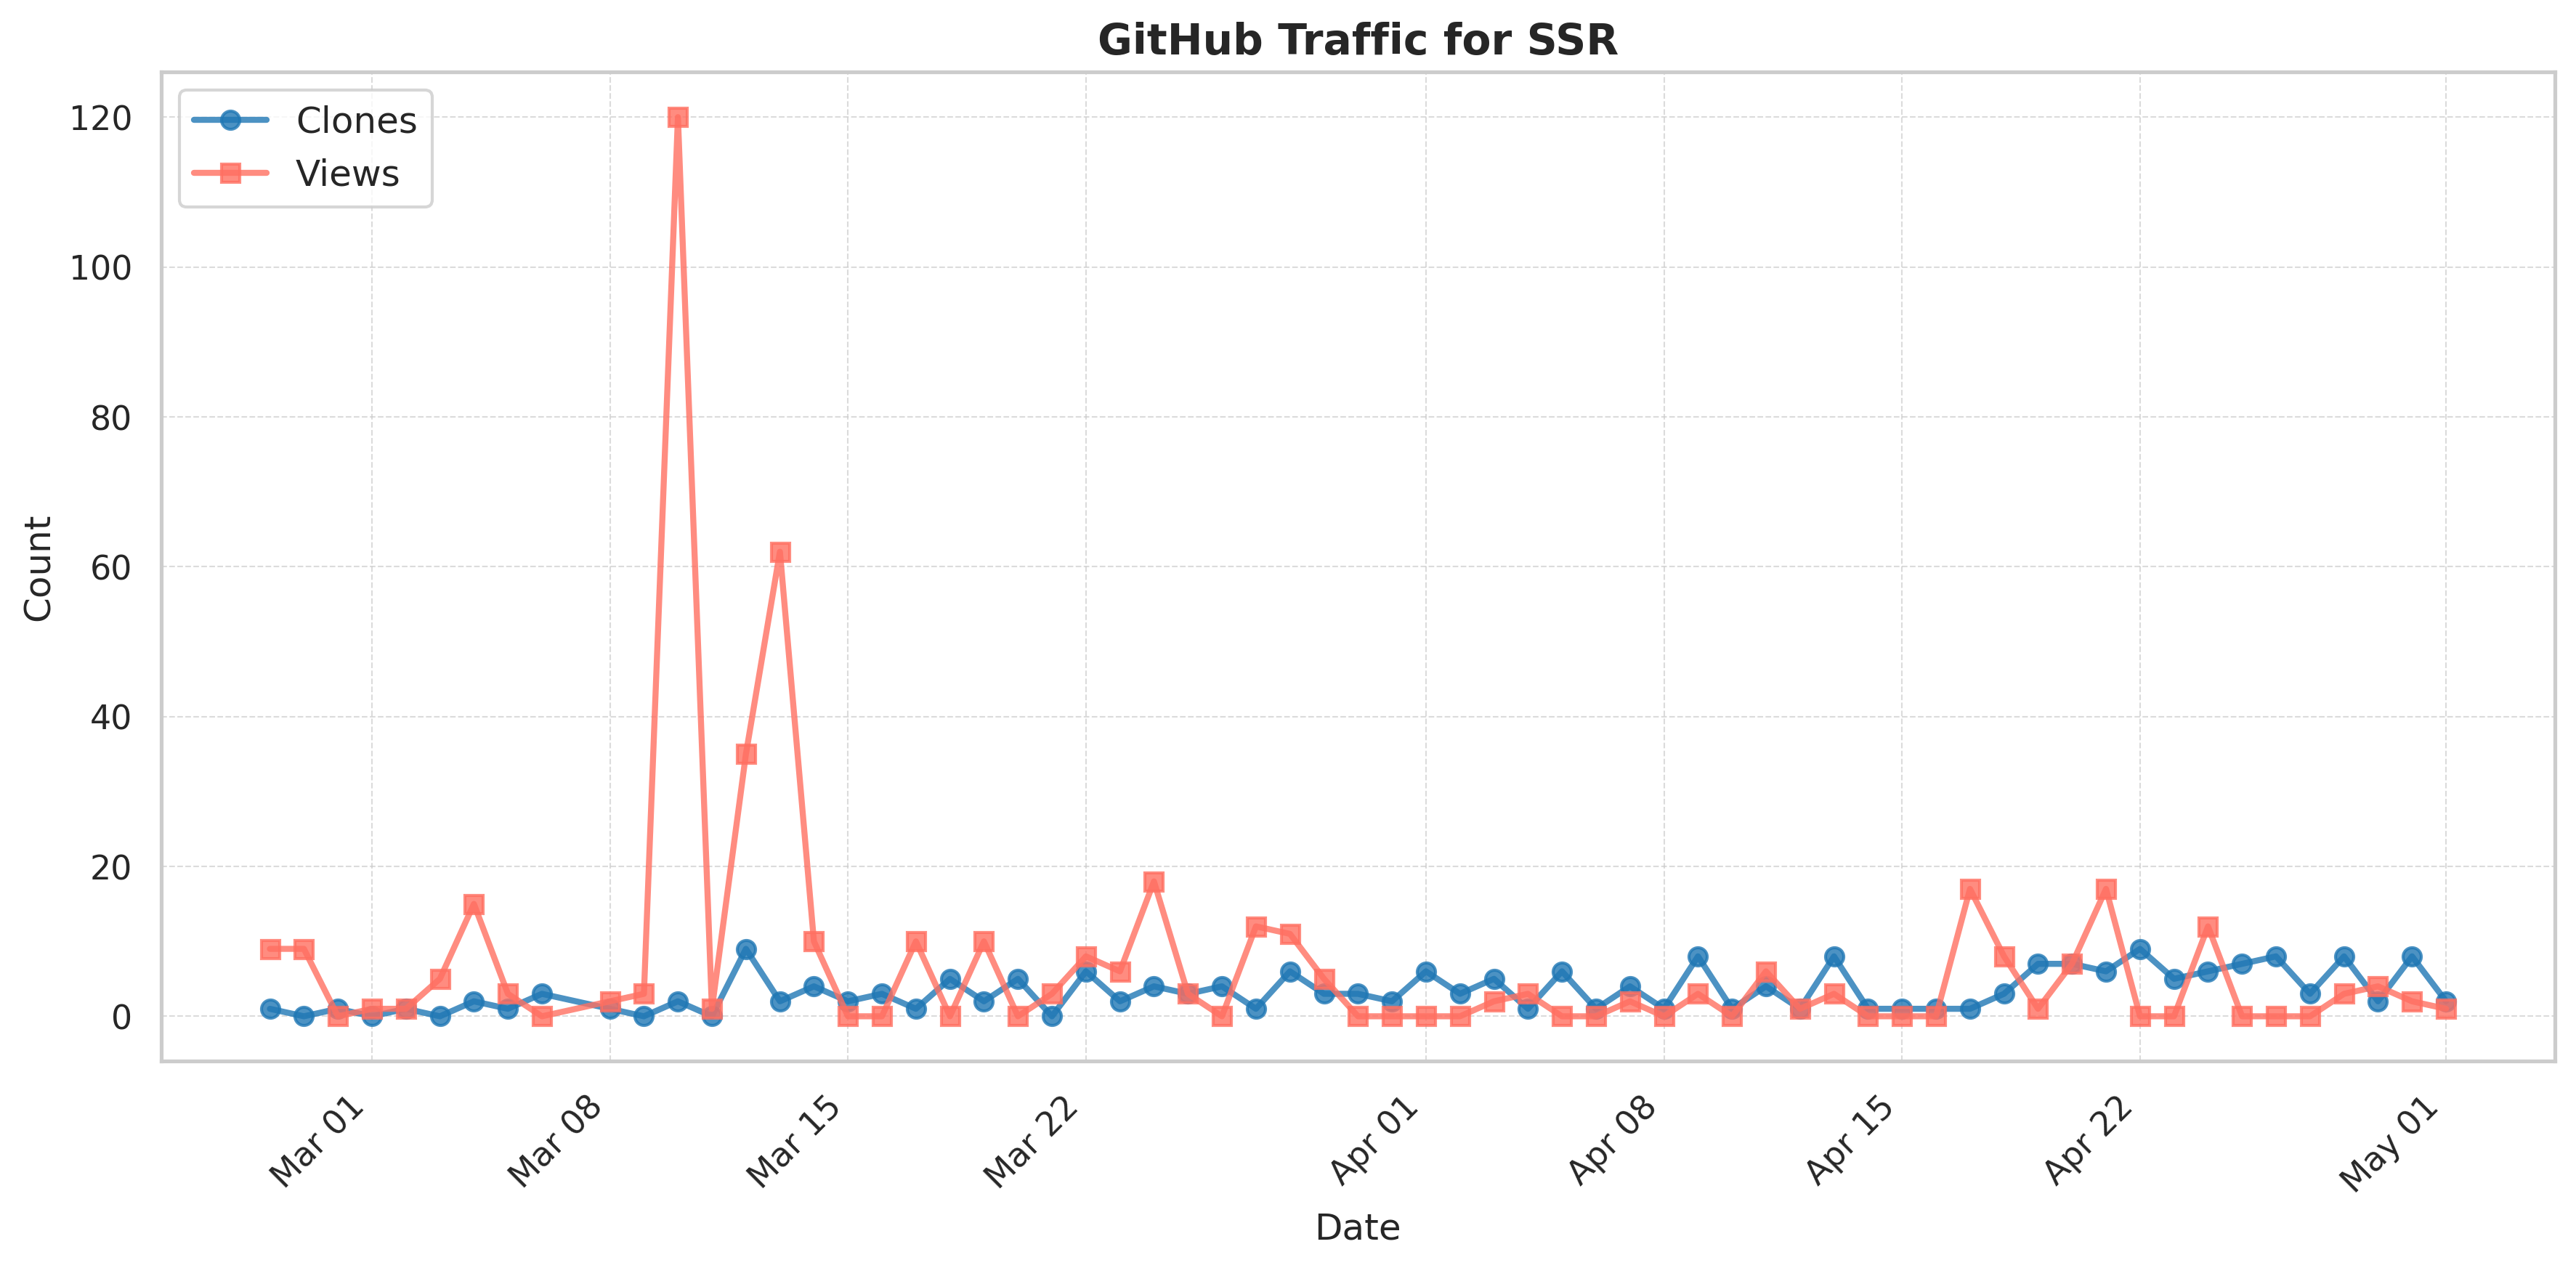 GitHub Traffic for SSR
Clones
Views
120
100
80
60
40
20
0
Count
Mar 01
Mar 08
Mar 15
Mar 22
Apr 01
Apr 08
Apr 15
Apr 22
May 01
Date